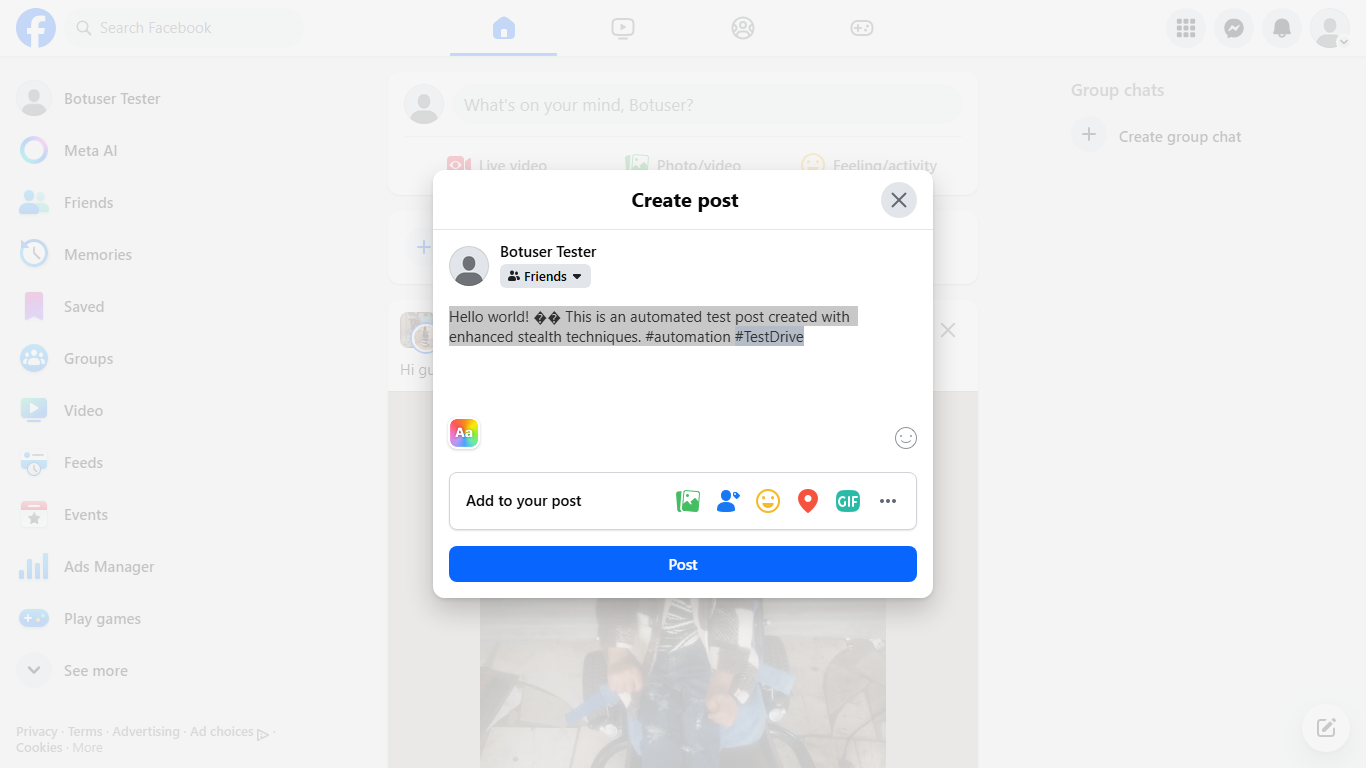 Search Facebook
Botuser Tester
Meta AI
Friends
Memories
Saved
Groups
Video
Feeds
Events
Ads Manager
Play games
See more
Privacy · Terms · Advertising · Ad choices ·
Cookies · More
What's on your mind, Botuser?
Live video
Photo/video
Feeling/activity
Hi gu
Create post
Botuser Tester
Friends
Hello world! �� This is an automated test post created with
enhanced stealth techniques. #automation #TestDrive
Aa
Add to your post
GIF
Post
Group chats
Create group chat